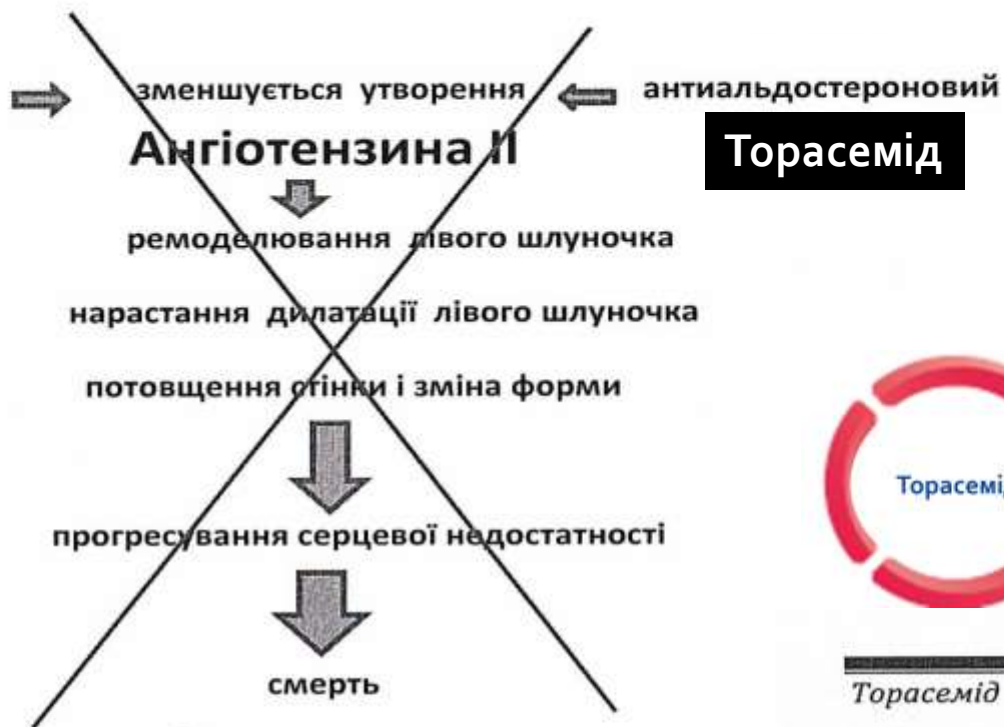 зменшується утворення
антиальдостероновий
Ангіотензина II
Торасемід
ремоделювання лівого шлуночка
нарастання дилатації лівого шлуночка
потовщення стінки і зміна форми
Торасемі
прогресування серцевої недостатності
смерть
Торасемід